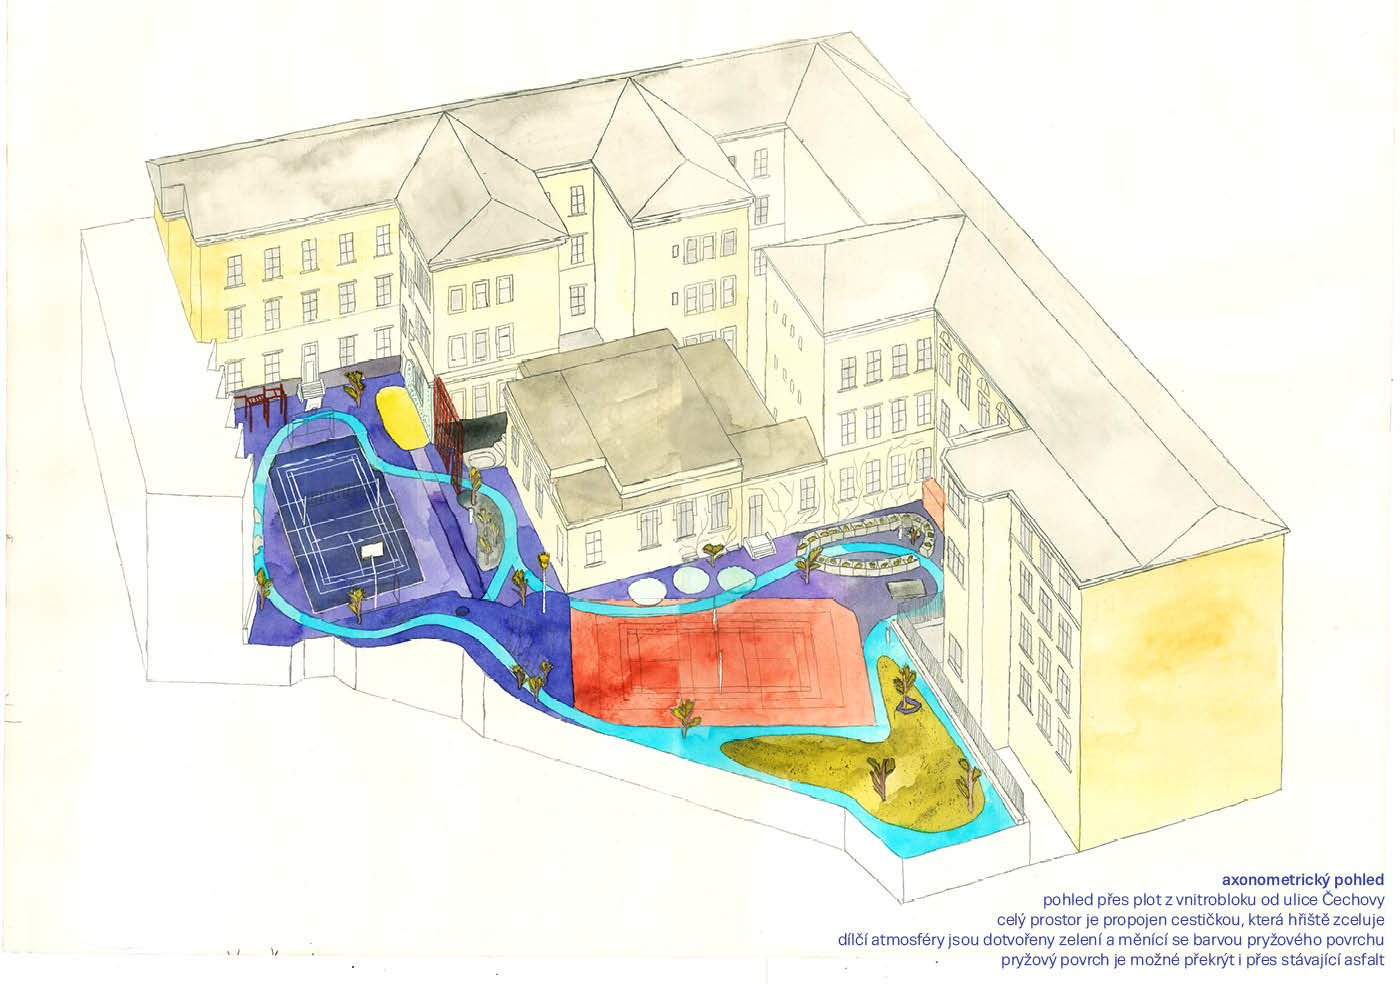 axonometrický pohled
pohled přes plot z vnitrobloku od ulice Čechovy
celý prostor je propojen cestičkou, která hřiště zceluje
dílčí atmosféry jsou dotvořeny zelení a měnící se barvou pryžového povrchu
pryžový povrch je možné překrýt i přes stávající asfalt